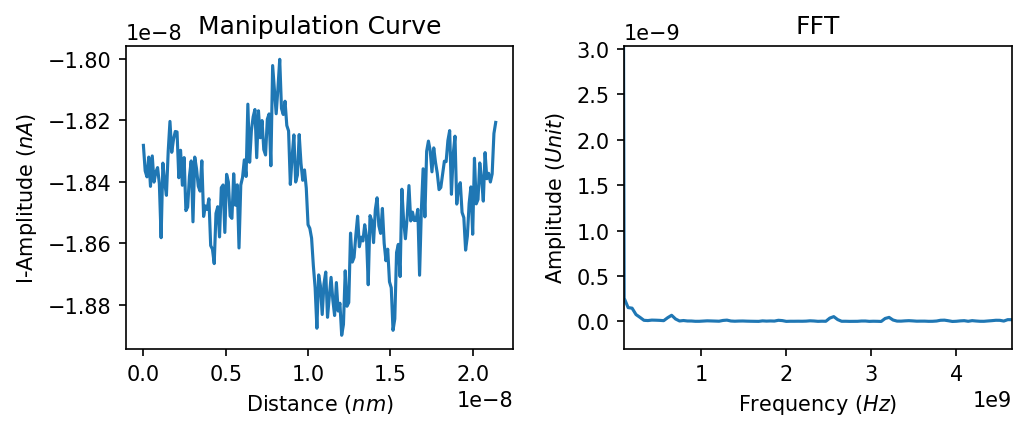 Manipulation Curve
1e−8
−1.80
−1.82
−1.84
−1.86
−1.88
I-Amplitude (nA)
0.0
0.5
1.0
1.5
2.0
1e−8
Distance (nm)
FFT
1e−9
3.0
2.5
2.0
1.5
1.0
0.5
0.0
Amplitude (Unit)
1
2
3
4
1e9
Frequency (Hz)